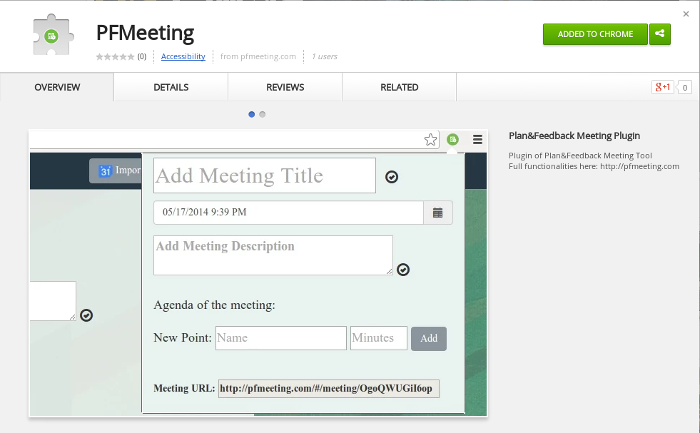 PFMeeting
(0) Accessibility from pfmeeting.com 1 users
ADDED TO CHROME
OVERVIEW DETAILS REVIEWS RELATED
g+1 0
31 Impor
Add Meeting Title
05/17/2014 9:39 PM
Add Meeting Description
Agenda of the meeting:
New Point: Name Minutes Add
Meeting URL: http://pfmeeting.com/#/meeting/OgoQWUGiI6op
Plan&Feedback Meeting Plugin
Plugin of Plan&Feedback Meeting Tool
Full functionalities here: http://pfmeeting.com